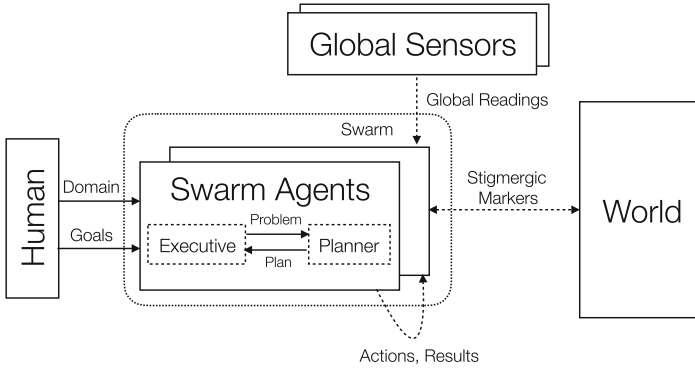 Global Sensors
Global Readings
Swarm
Human
Domain
Goals
Swarm Agents
Executive
Problem
Plan
Planner
Stigmergic
Markers
World
Actions, Results